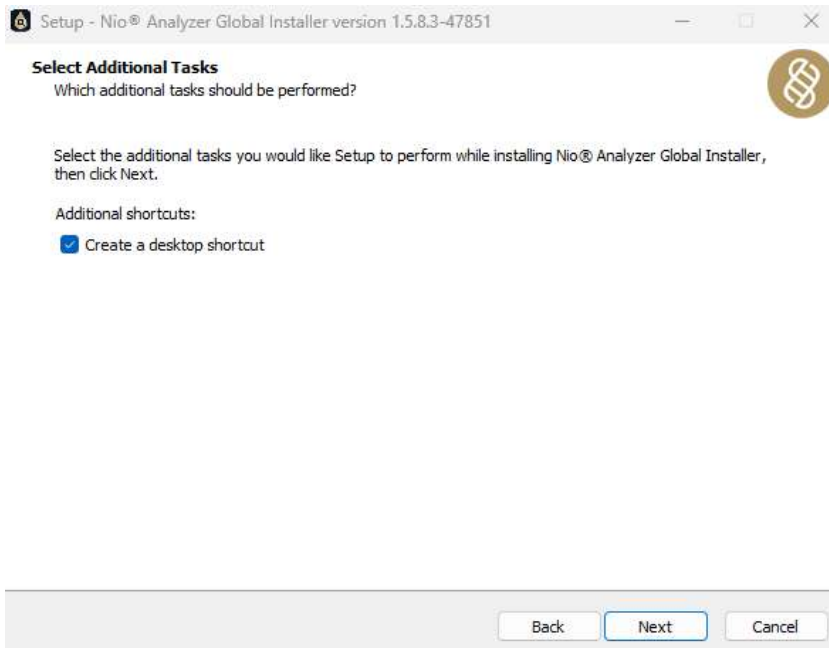 Setup - Nio® Analyzer Global Installer version 1.5.8.3-47851
Select Additional Tasks
Which additional tasks should be performed?
Select the additional tasks you would like Setup to perform while installing Nio® Analyzer Global Installer,
then click Next.
Additional shortcuts:
Create a desktop shortcut
Back Next Cancel